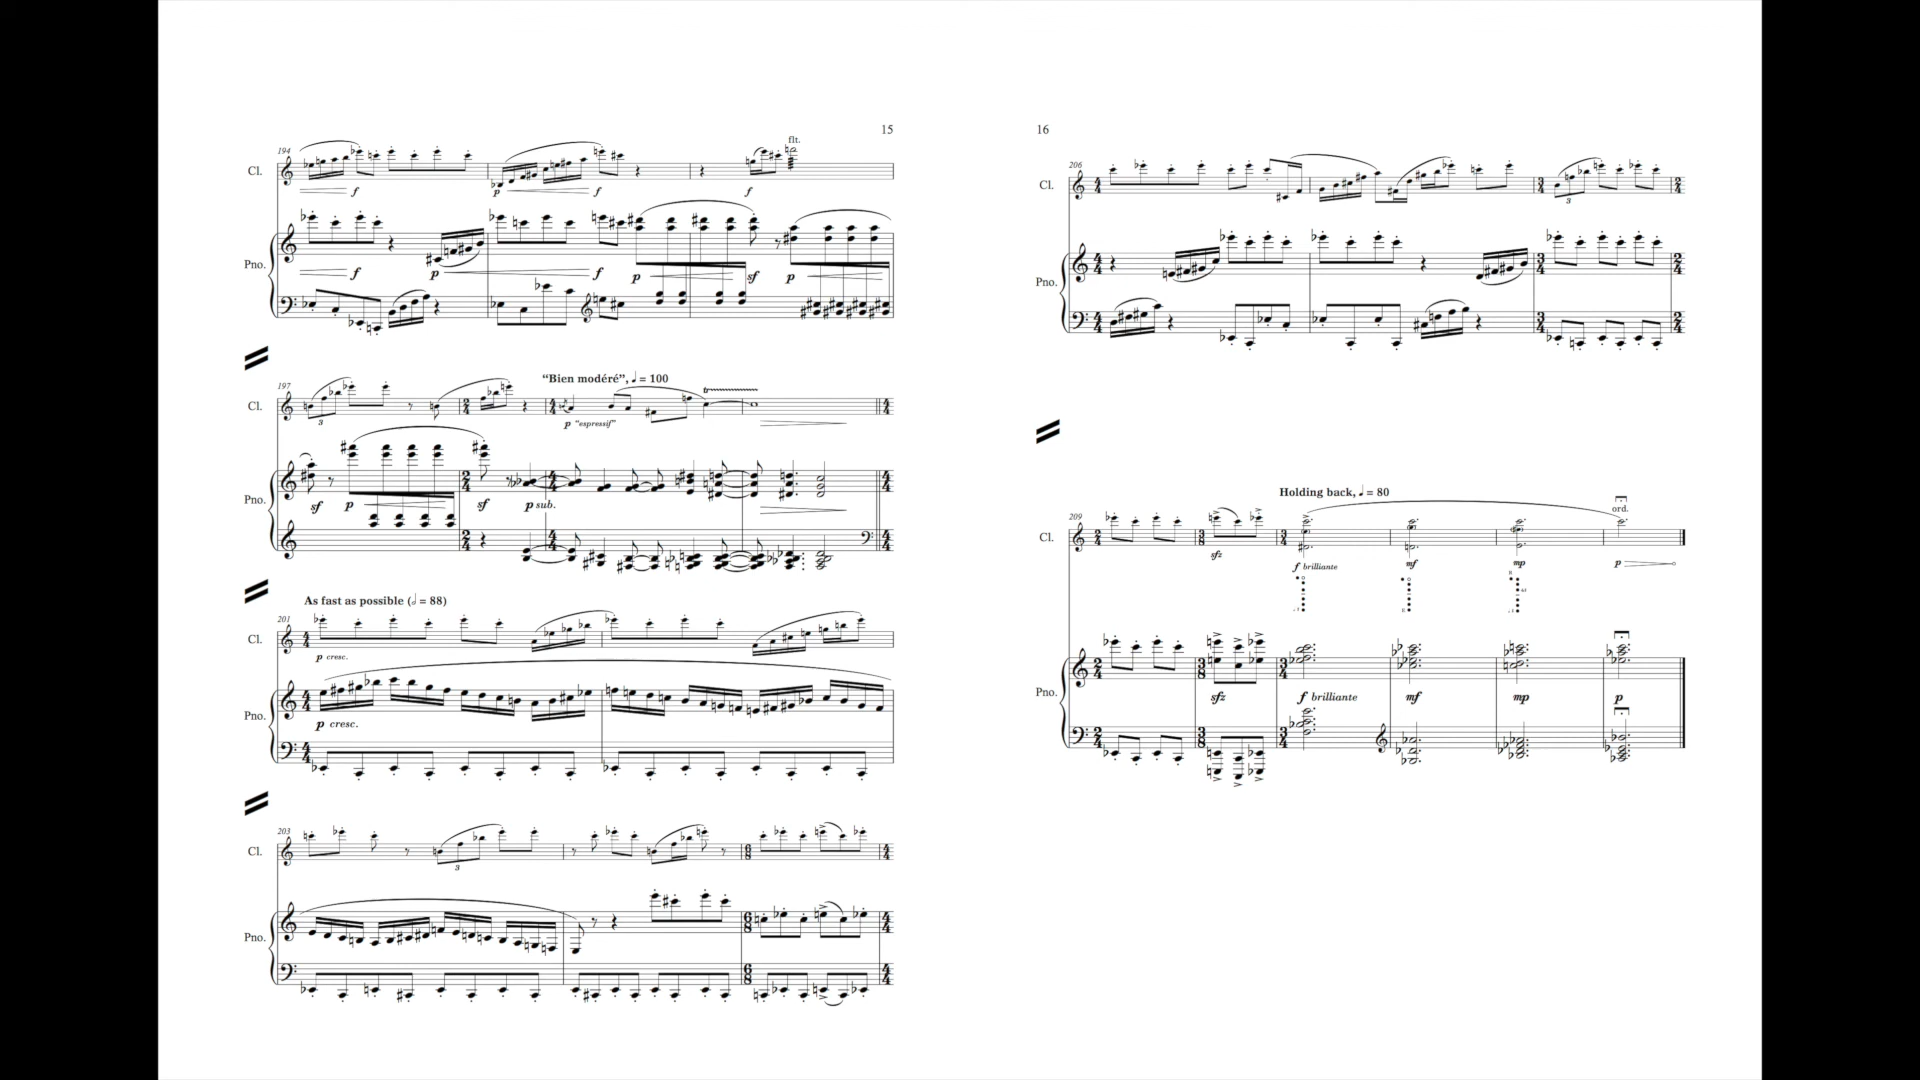 15
194
flt.
Cl.
f
p
f
f
Pno.
f
p
f
p
sf
p
197
"Bien modéré", ♩ = 100
tr
Cl.
3
p "espressif"
Pno.
sf
p
sf
p sub.
As fast as possible (𝅗𝅥 = 88)
201
Cl.
p cresc.
Pno.
p cresc.
203
Cl.
3
Pno.
16
206
Cl.
3
Pno.
Holding back, ♩ = 80
ord.
209
Cl.
sfz
f brilliante
mf
mp
p
Pno.
sfz
f brilliante
mf
mp
p